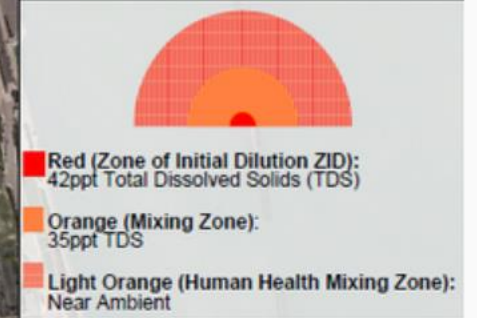 Red (Zone of Initial Dilution ZID):
42ppt Total Dissolved Solids (TDS)
Orange (Mixing Zone):
35ppt TDS
Light Orange (Human Health Mixing Zone):
Near Ambient